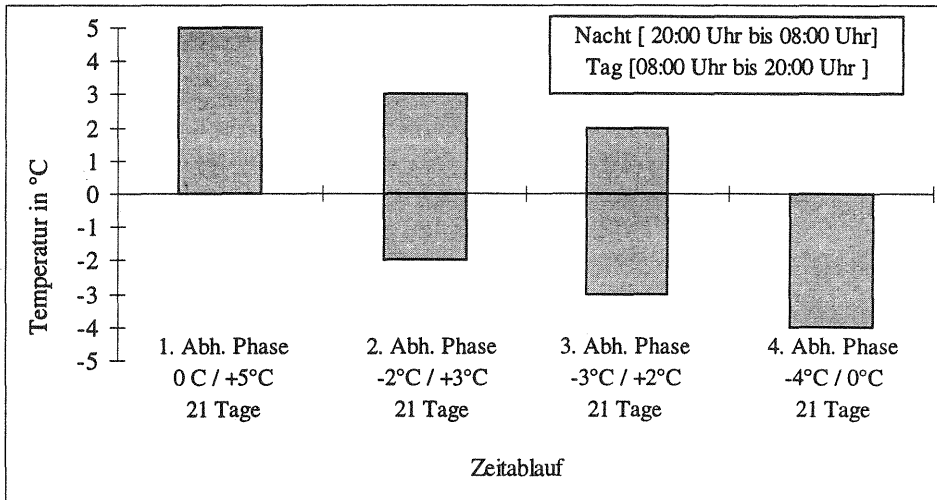 Nacht [ 20:00 Uhr bis 08:00 Uhr]
Tag [08:00 Uhr bis 20:00 Uhr ]
Temperatur in °C
5
4
3
2
1
0
-1
-2
-3
-4
-5
1. Abh. Phase
0 C / +5°C
21 Tage
2. Abh. Phase
-2°C / +3°C
21 Tage
3. Abh. Phase
-3°C / +2°C
21 Tage
4. Abh. Phase
-4°C / 0°C
21 Tage
Zeitablauf